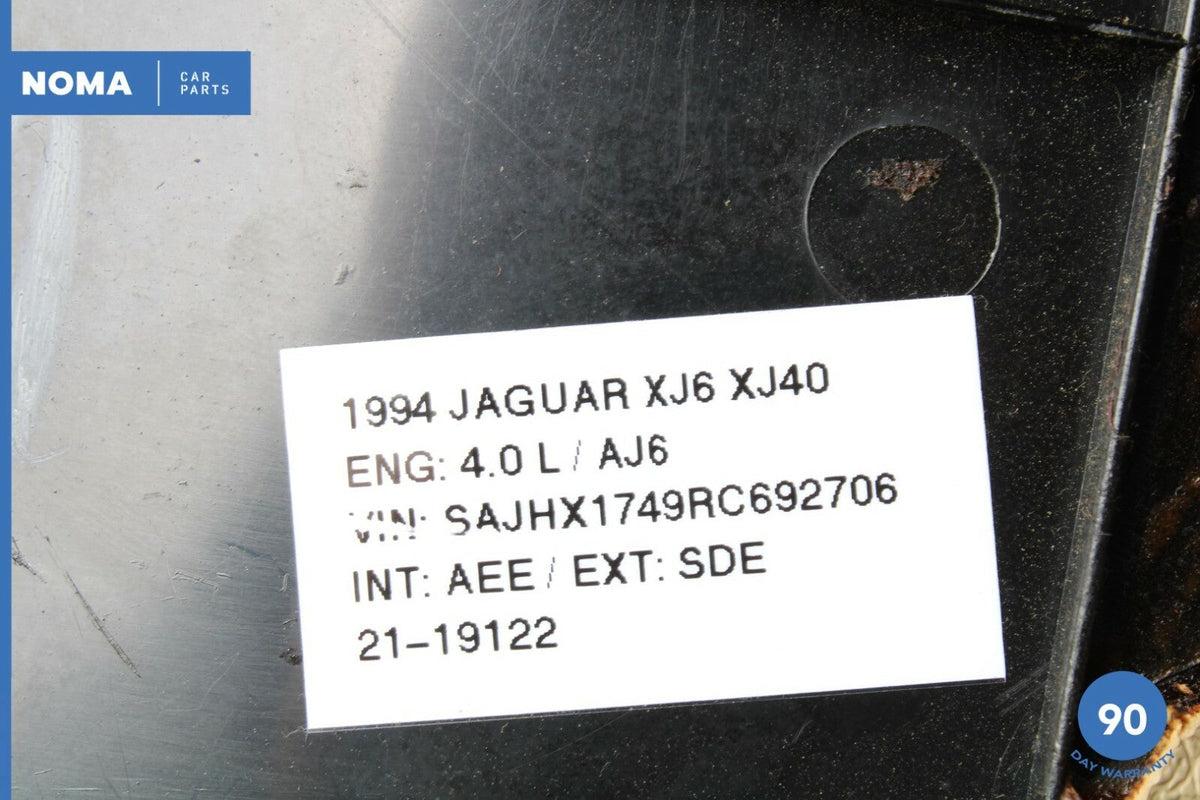 NOMA
CAR
PARTS
1994 JAGUAR XJ6 XJ40
ENG: 4.0 L / AJ6
VIN: SAJHX1749RC692706
INT: AEE / EXT: SDE
21-19122
90
DAY WARRANTY